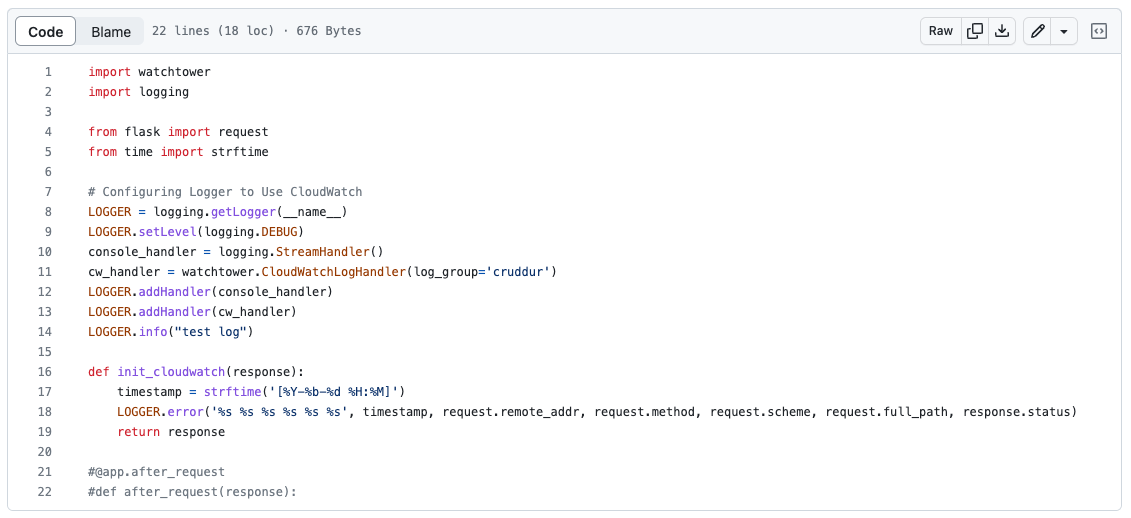 Code Blame 22 lines (18 loc) · 676 Bytes Raw
1 import watchtower
2 import logging
3
4 from flask import request
5 from time import strftime
6
7 # Configuring Logger to Use CloudWatch
8 LOGGER = logging.getLogger(__name__)
9 LOGGER.setLevel(logging.DEBUG)
10 console_handler = logging.StreamHandler()
11 cw_handler = watchtower.CloudWatchLogHandler(log_group='cruddur')
12 LOGGER.addHandler(console_handler)
13 LOGGER.addHandler(cw_handler)
14 LOGGER.info("test log")
15
16 def init_cloudwatch(response):
17     timestamp = strftime('[%Y-%b-%d %H:%M]')
18     LOGGER.error('%s %s %s %s %s %s', timestamp, request.remote_addr, request.method, request.scheme, request.full_path, response.status)
19     return response
20
21 #@app.after_request
22 #def after_request(response):